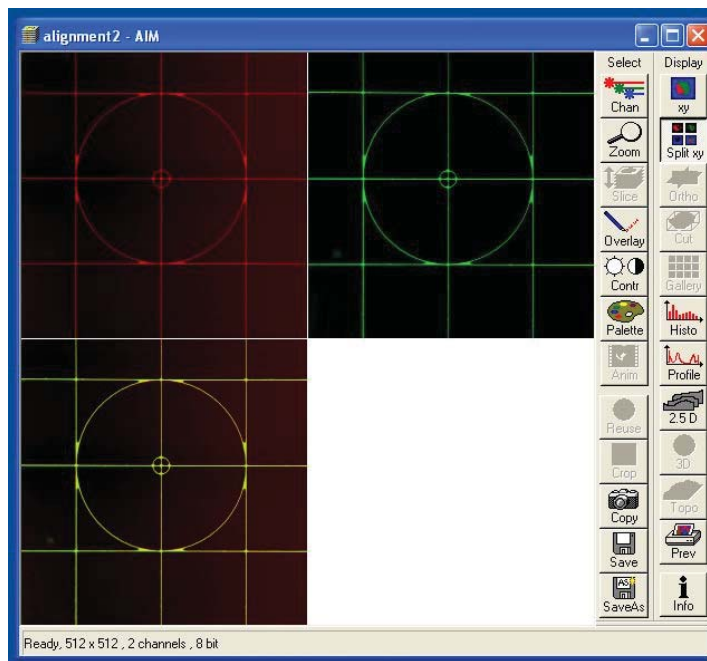 alignment2 - AIM
Select Display
Chan xy
Zoom Split xy
Slice Ortho
Overlay Cut
Contr Gallery
Palette Histo
Anim Profile
Reuse 2.5 D
Crop 3D
Copy Topo
Save Prev
AS
SaveAs Info
Ready, 512 x 512 , 2 channels , 8 bit